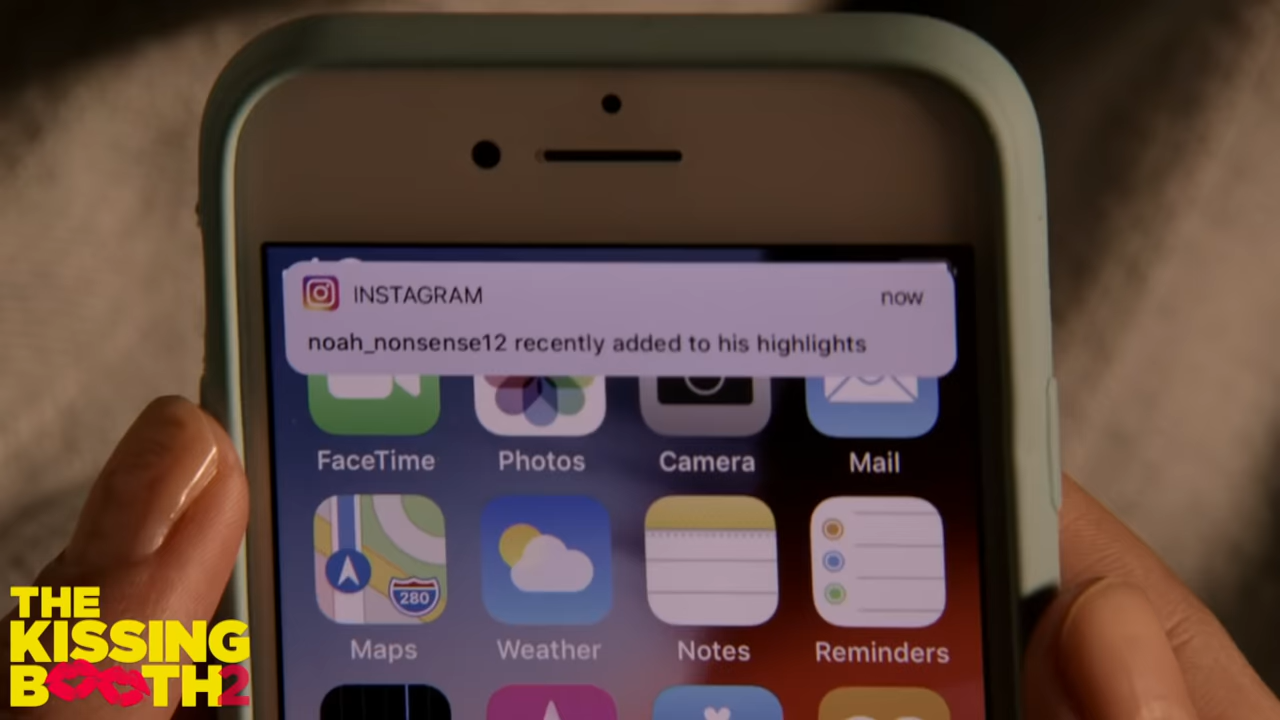 INSTAGRAM now
noah_nonsense12 recently added to his highlights
FaceTime Photos Camera Mail
280
Maps Weather Notes Reminders
THE
KISSING
BOOTH2